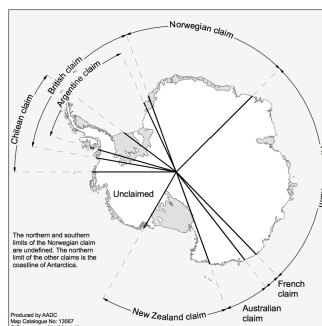 Norwegian claim
British claim
Argentine claim
Chilean claim
Unclaimed
The northern and southern
limits of the Norwegian claim
are undefined. The northern
limit of the other claims is the
coastline of Antarctica.
French
claim
Australian
claim
New Zealand claim
Produced by AADC
Map Catalogue No: 13567